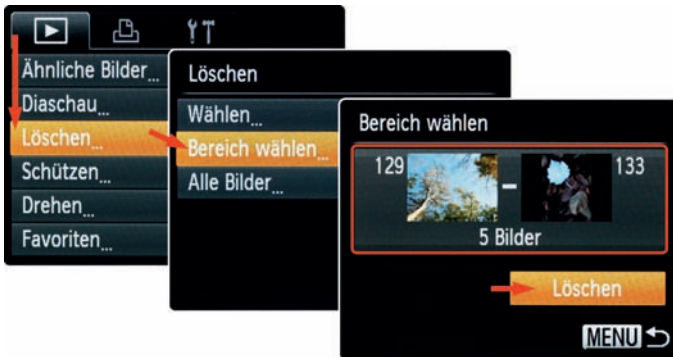 Ähnliche Bilder...
Diaschau...
Löschen...
Schützen...
Drehen...
Favoriten...
Löschen
Wählen...
Bereich wählen...
Alle Bilder...
Bereich wählen
129 - 133
5 Bilder
Löschen
MENU